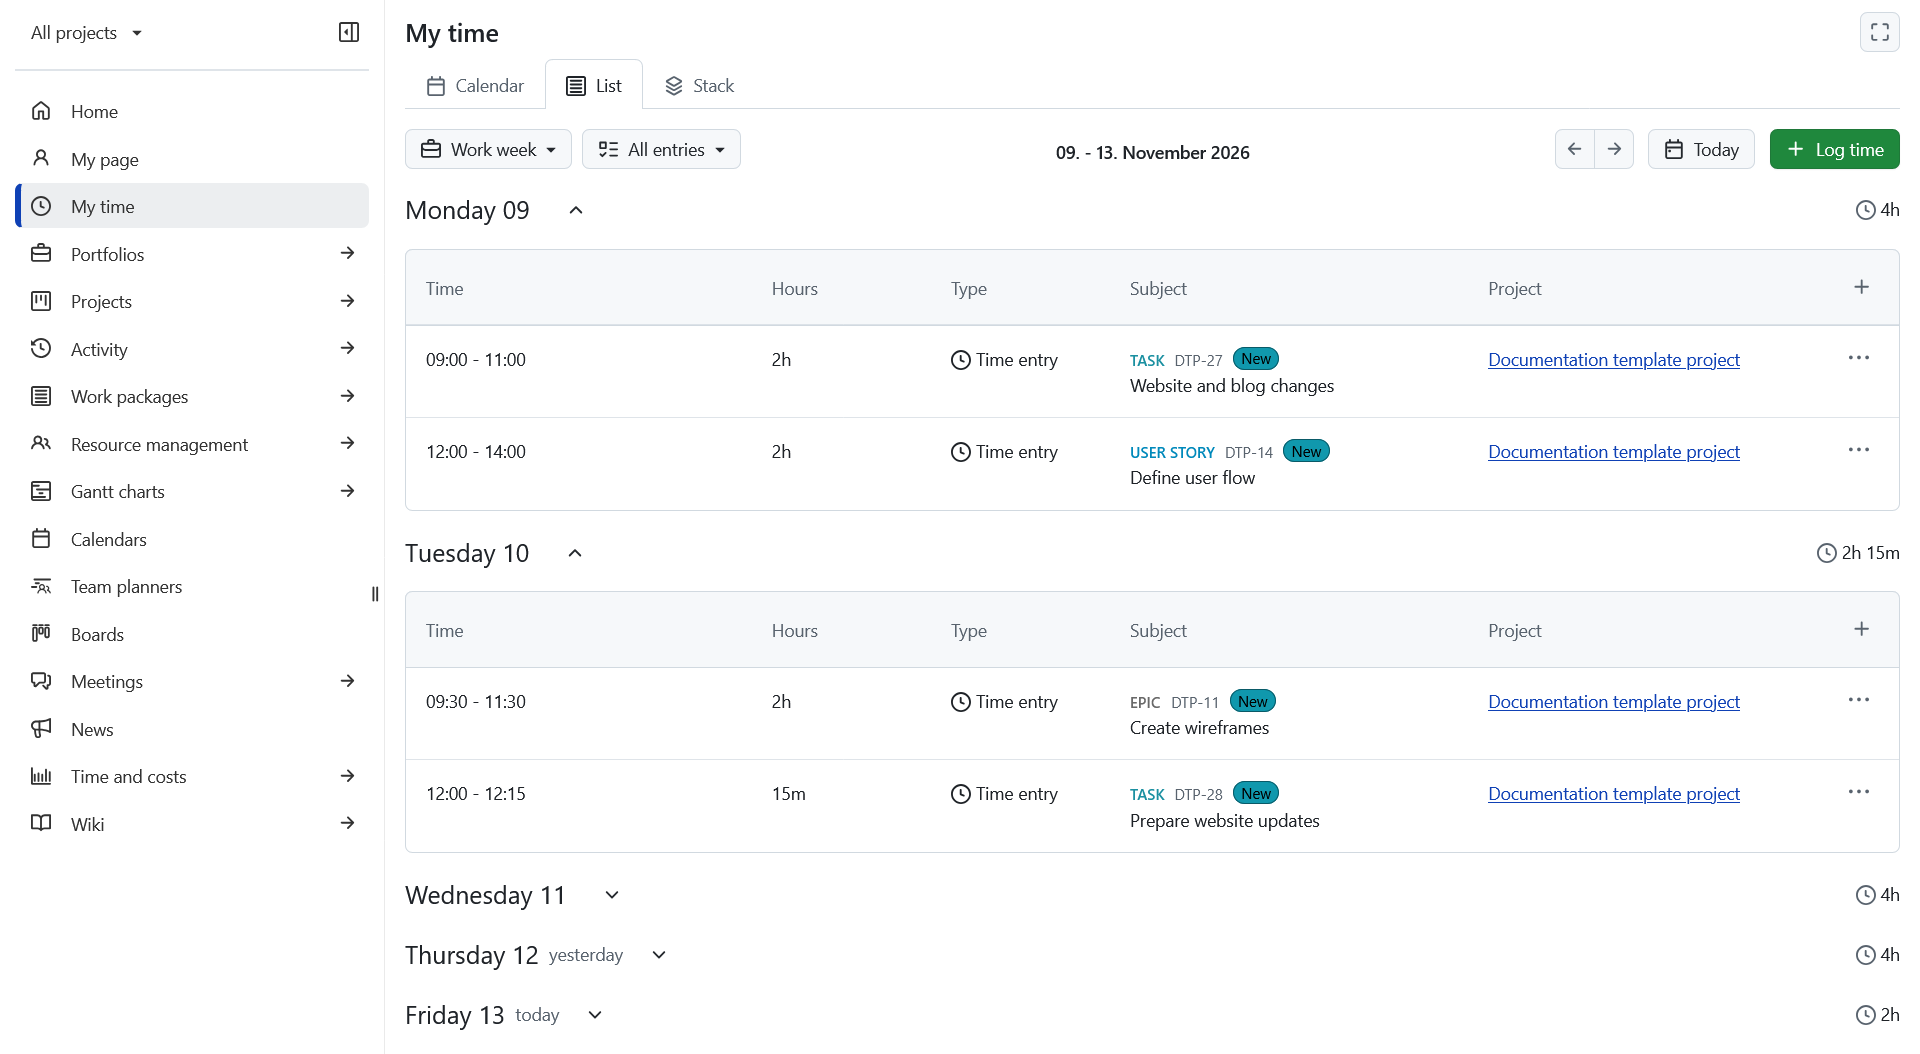 All projects
Home
My page
My time
Portfolios
Projects
Activity
Work packages
Resource management
Gantt charts
Calendars
Team planners
Boards
Meetings
News
Time and costs
Wiki
My time
Calendar List Stack
Work week All entries 09. - 13. November 2026 Today Log time
Monday 09 4h
Time Hours Type Subject Project
09:00 - 11:00 2h Time entry TASK DTP-27 New Documentation template project
Website and blog changes
12:00 - 14:00 2h Time entry USER STORY DTP-14 New Documentation template project
Define user flow
Tuesday 10 2h 15m
Time Hours Type Subject Project
09:30 - 11:30 2h Time entry EPIC DTP-11 New Documentation template project
Create wireframes
12:00 - 12:15 15m Time entry TASK DTP-28 New Documentation template project
Prepare website updates
Wednesday 11 4h
Thursday 12 yesterday 4h
Friday 13 today 2h